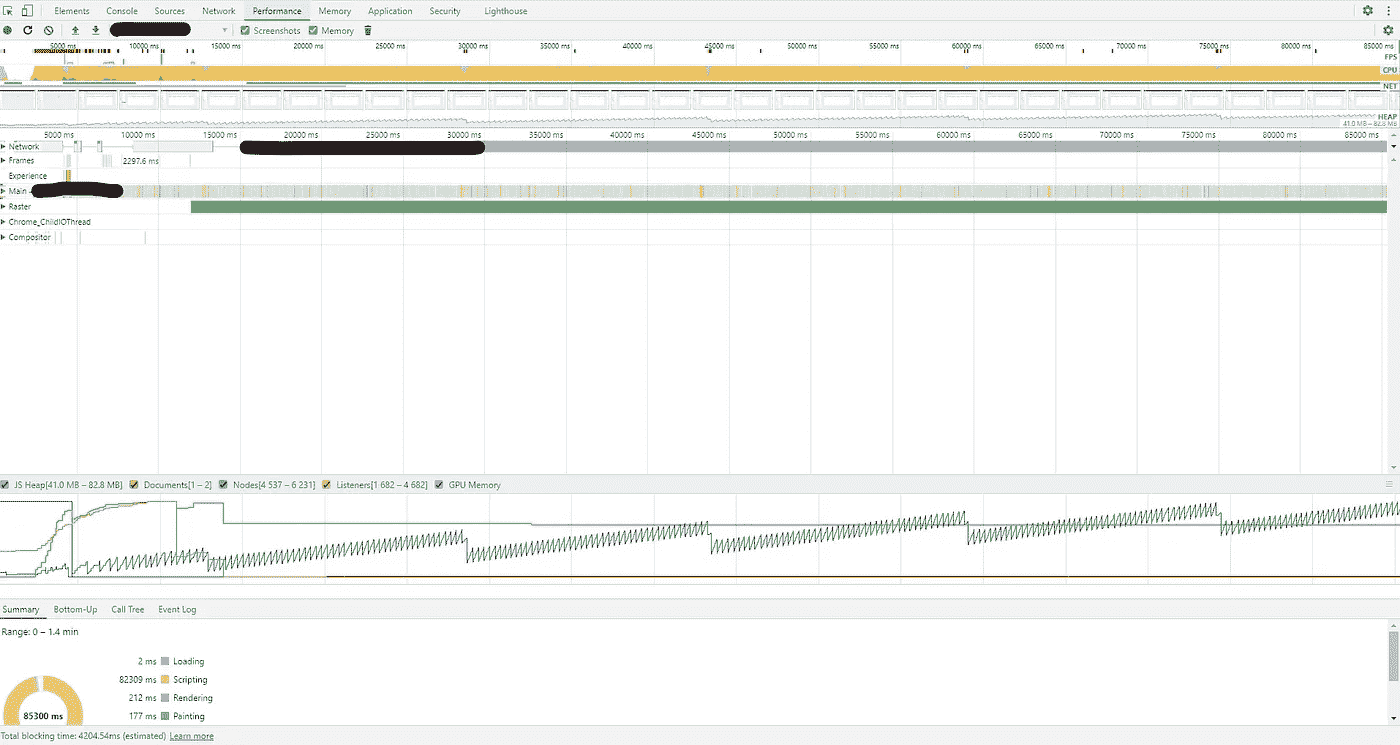 Elements Console Sources Network Performance Memory Application Security Lighthouse
Screenshots Memory
5000 ms 10000 ms 15000 ms 20000 ms 25000 ms 30000 ms 35000 ms 40000 ms 45000 ms 50000 ms 55000 ms 60000 ms 65000 ms 70000 ms 75000 ms 80000 ms 85000 ms
FPS
CPU
NET
HEAP
41.0 MB – 82.8 MB
5000 ms 10000 ms 15000 ms 20000 ms 25000 ms 30000 ms 35000 ms 40000 ms 45000 ms 50000 ms 55000 ms 60000 ms 65000 ms 70000 ms 75000 ms 80000 ms 85000 ms
Network
Frames 2297.6 ms
Experience
Main
Raster
Chrome_ChildIOThread
Compositor
JS Heap[41.0 MB – 82.8 MB] Documents[1 – 2] Nodes[4 537 – 6 231] Listeners[1 682 – 4 682] GPU Memory
Summary Bottom-Up Call Tree Event Log
Range: 0 – 1.4 min
2 ms Loading
82309 ms Scripting
212 ms Rendering
85300 ms 177 ms Painting
Total blocking time: 4204.54ms (estimated) Learn more